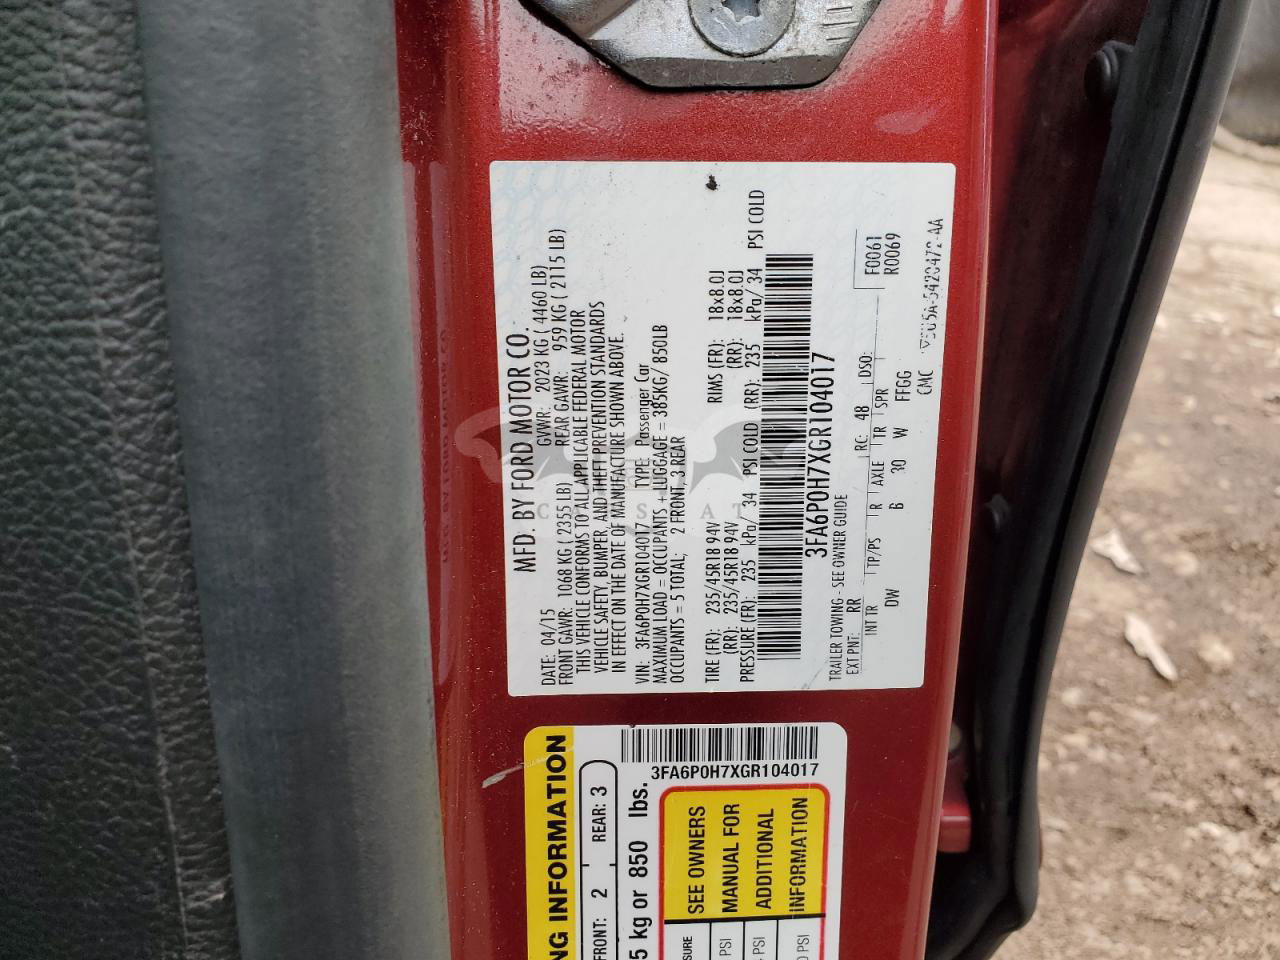 MFD. BY FORD MOTOR CO.
DATE: 04/15 GVWR: 2023 KG ( 4460 LB)
FRONT GAWR: 1068 KG ( 2355 LB) REAR GAWR: 959 KG ( 2115 LB)
THIS VEHICLE CONFORMS TO ALL APPLICABLE FEDERAL MOTOR
VEHICLE SAFETY, BUMPER, AND THEFT PREVENTION STANDARDS
IN EFFECT ON THE DATE OF MANUFACTURE SHOWN ABOVE.
VIN: 3FA6P0H7XGR104017 TYPE: Passenger Car
MAXIMUM LOAD = OCCUPANTS + LUGGAGE = 385KG/ 850LB
OCCUPANTS = 5 TOTAL; 2 FRONT, 3 REAR
TIRE (FR): 235/45R18 94V RIMS (FR): 18x8.0J
(RR): 235/45R18 94V (RR): 18x8.0J
PRESSURE (FR): 235 kPa/ 34 PSI COLD (RR): 235 kPa/ 34 PSI COLD
3FA6P0H7XGR104017
TRAILER TOWING - SEE OWNER GUIDE
EXT PNT: RR RC: 48 DSO: F0061
R0069
INT TR TP/PS R AXLE TR SPR
DW B 30 W FFGG
CMC
3FA6P0H7XGR104017
NG INFORMATION
FRONT: 2 REAR: 3
5 kg or 850 lbs.
SEE OWNERS
MANUAL FOR
ADDITIONAL
INFORMATION
SURE
PSI
PSI
PSI